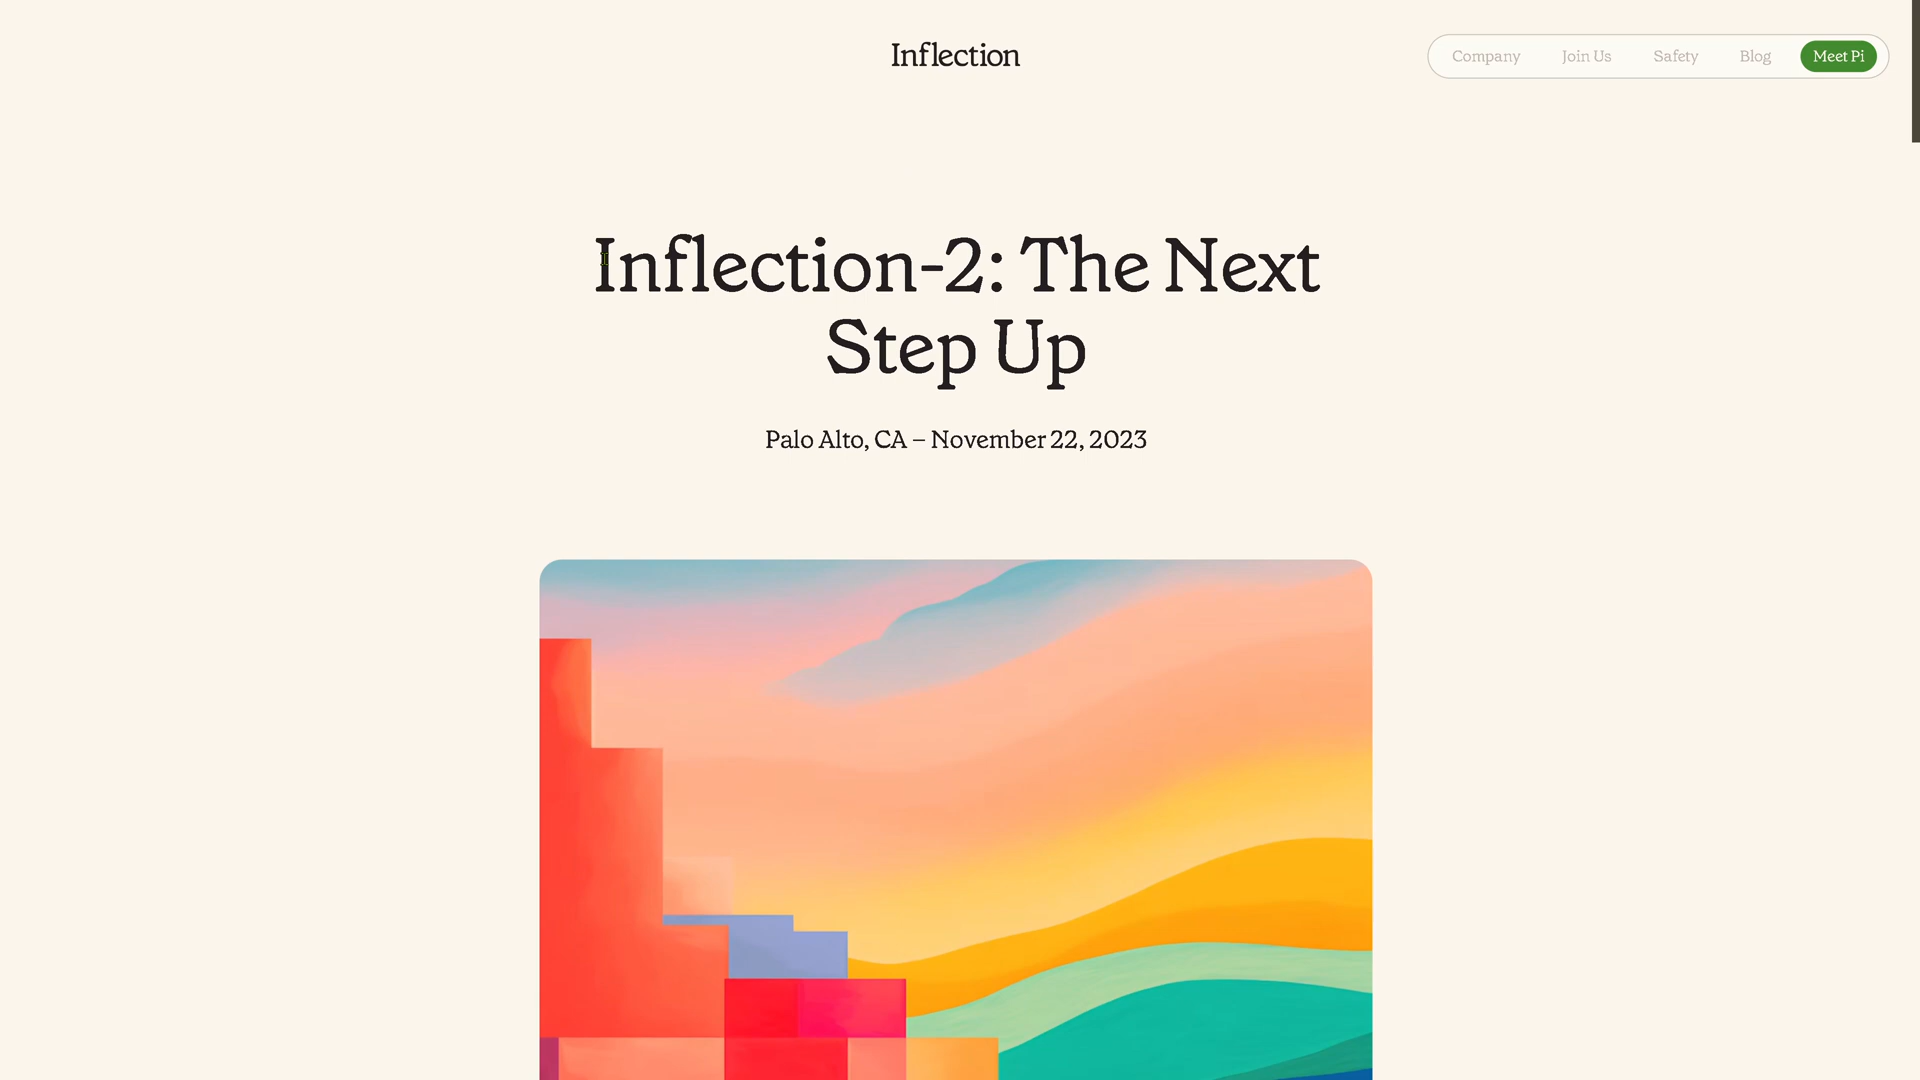 Inflection
Company Join Us Safety Blog Meet Pi
Inflection-2: The Next
Step Up
Palo Alto, CA – November 22, 2023